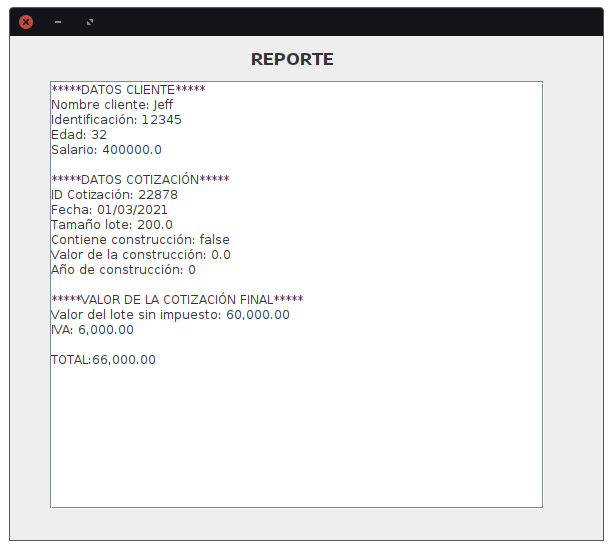 REPORTE
*****DATOS CLIENTE*****
Nombre cliente: Jeff
Identificación: 12345
Edad: 32
Salario: 400000.0
*****DATOS COTIZACIÓN*****
ID Cotización: 22878
Fecha: 01/03/2021
Tamaño lote: 200.0
Contiene construcción: false
Valor de la construcción: 0.0
Año de construcción: 0
*****VALOR DE LA COTIZACIÓN FINAL*****
Valor del lote sin impuesto: 60,000.00
IVA: 6,000.00
TOTAL:66,000.00